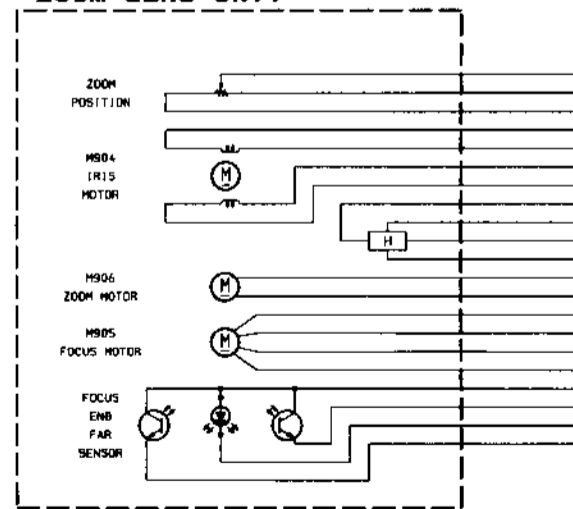 ZOOM
POSITION
M904
IRIS
MOTOR
M
H
M906
ZOOM MOTOR
M
M905
FOCUS MOTOR
M
FOCUS
END
FAR
SENSOR